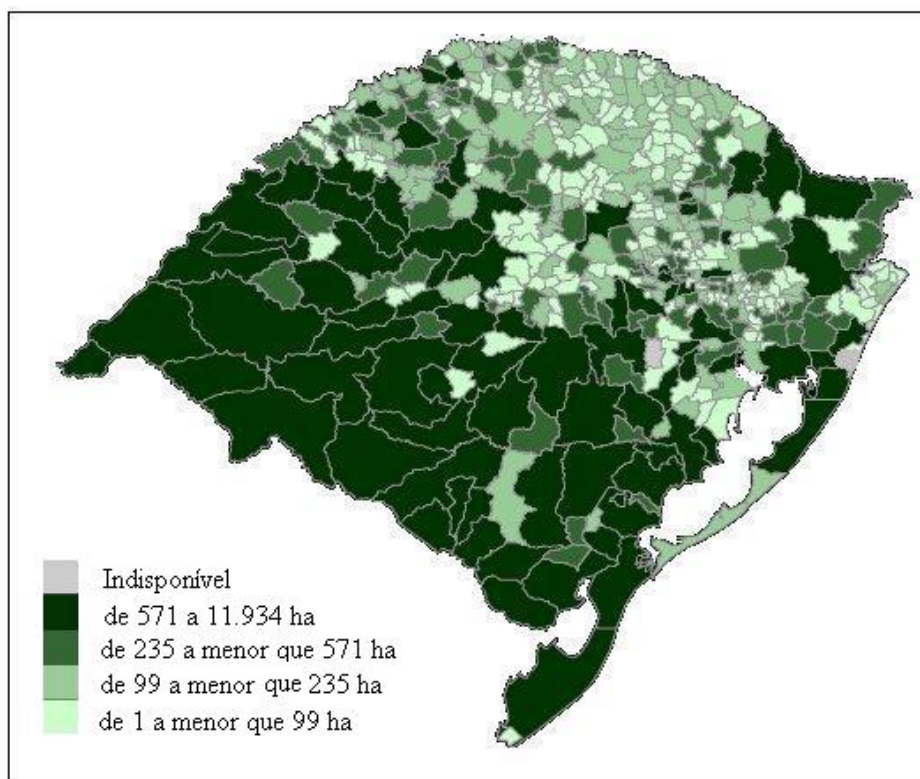 Indisponível
de 571 a 11.934 ha
de 235 a menor que 571 ha
de 99 a menor que 235 ha
de 1 a menor que 99 ha